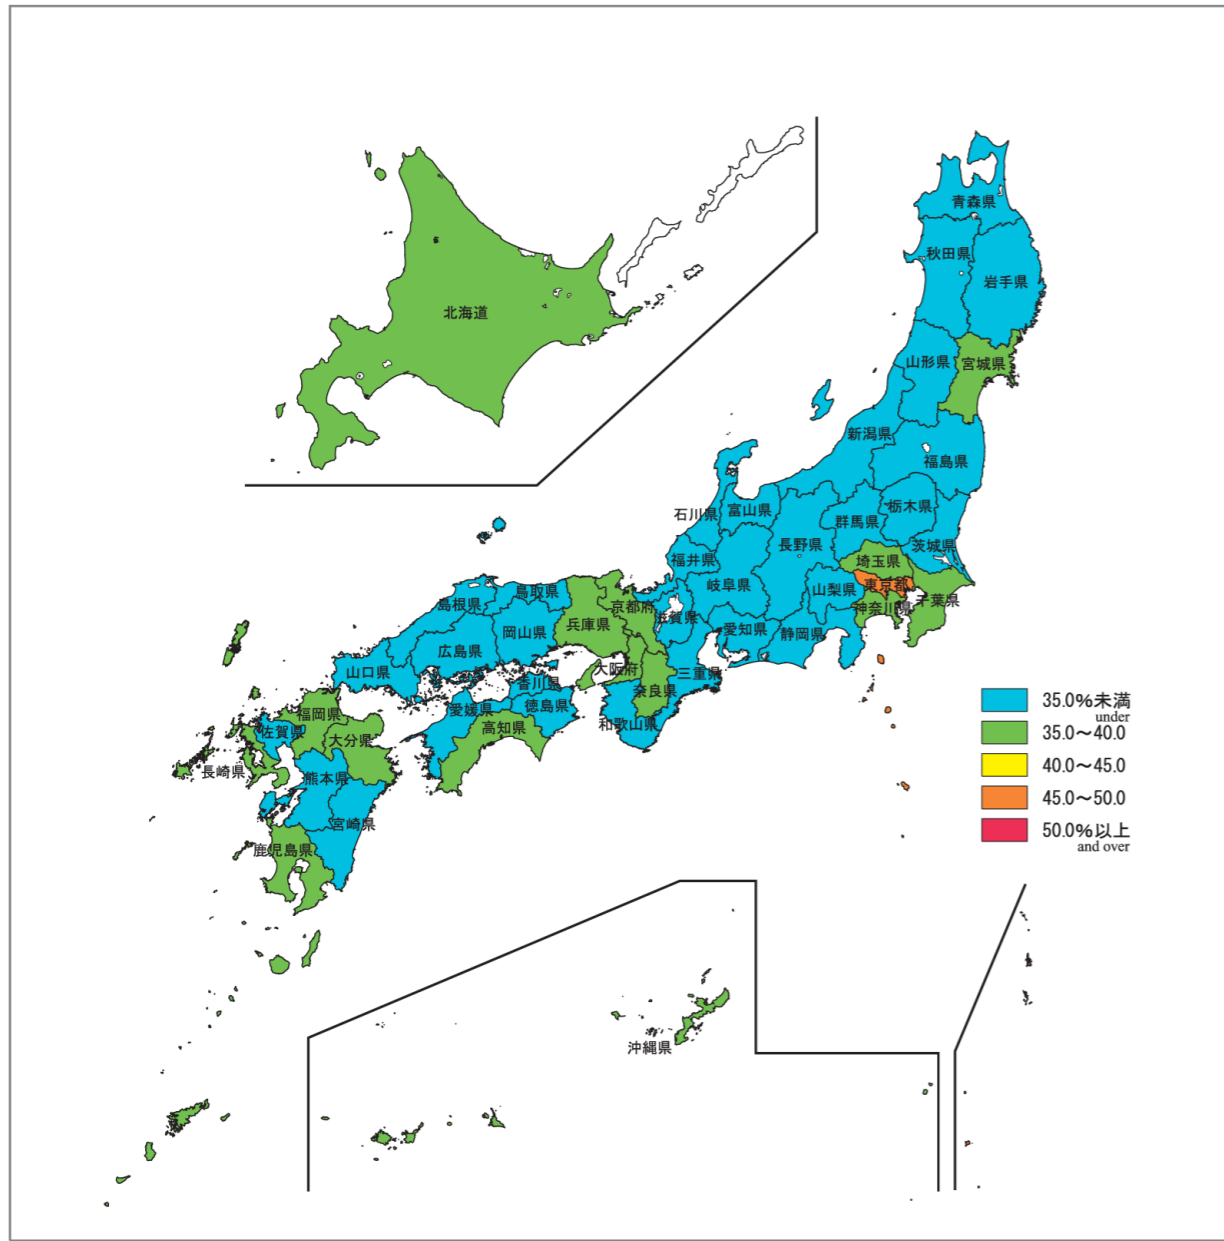 北海道
青森県
秋田県
岩手県
山形県
宮城県
新潟県
福島県
石川県
富山県
群馬県
栃木県
福井県
長野県
茨城県
埼玉県
岐阜県
山梨県
東京都
神奈川県
千葉県
島根県
鳥取県
京都府
滋賀県
兵庫県
愛知県
静岡県
岡山県
広島県
山口県
大阪府
三重県
香川県
奈良県
愛媛県
徳島県
和歌山県
高知県
福岡県
佐賀県
大分県
長崎県
熊本県
宮崎県
鹿児島県
沖縄県
35.0%未満
under
35.0～40.0
40.0～45.0
45.0～50.0
50.0%以上
and over